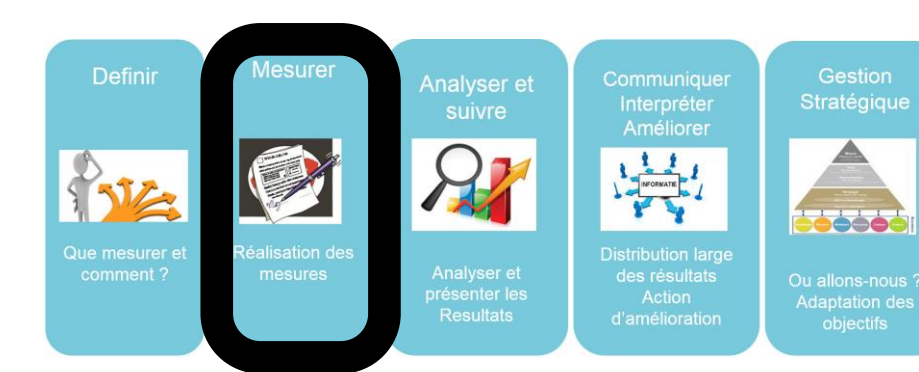 Definir
Que mesurer et
comment ?
Mesurer
Réalisation des
mesures
Analyser et
suivre
Analyser et
présenter les
Resultats
Communiquer
Interpréter
Améliorer
INFORMATIE
Distribution large
des résultats
Action
d'amélioration
Gestion
Stratégique
Ou allons-nous ?
Adaptation des
objectifs